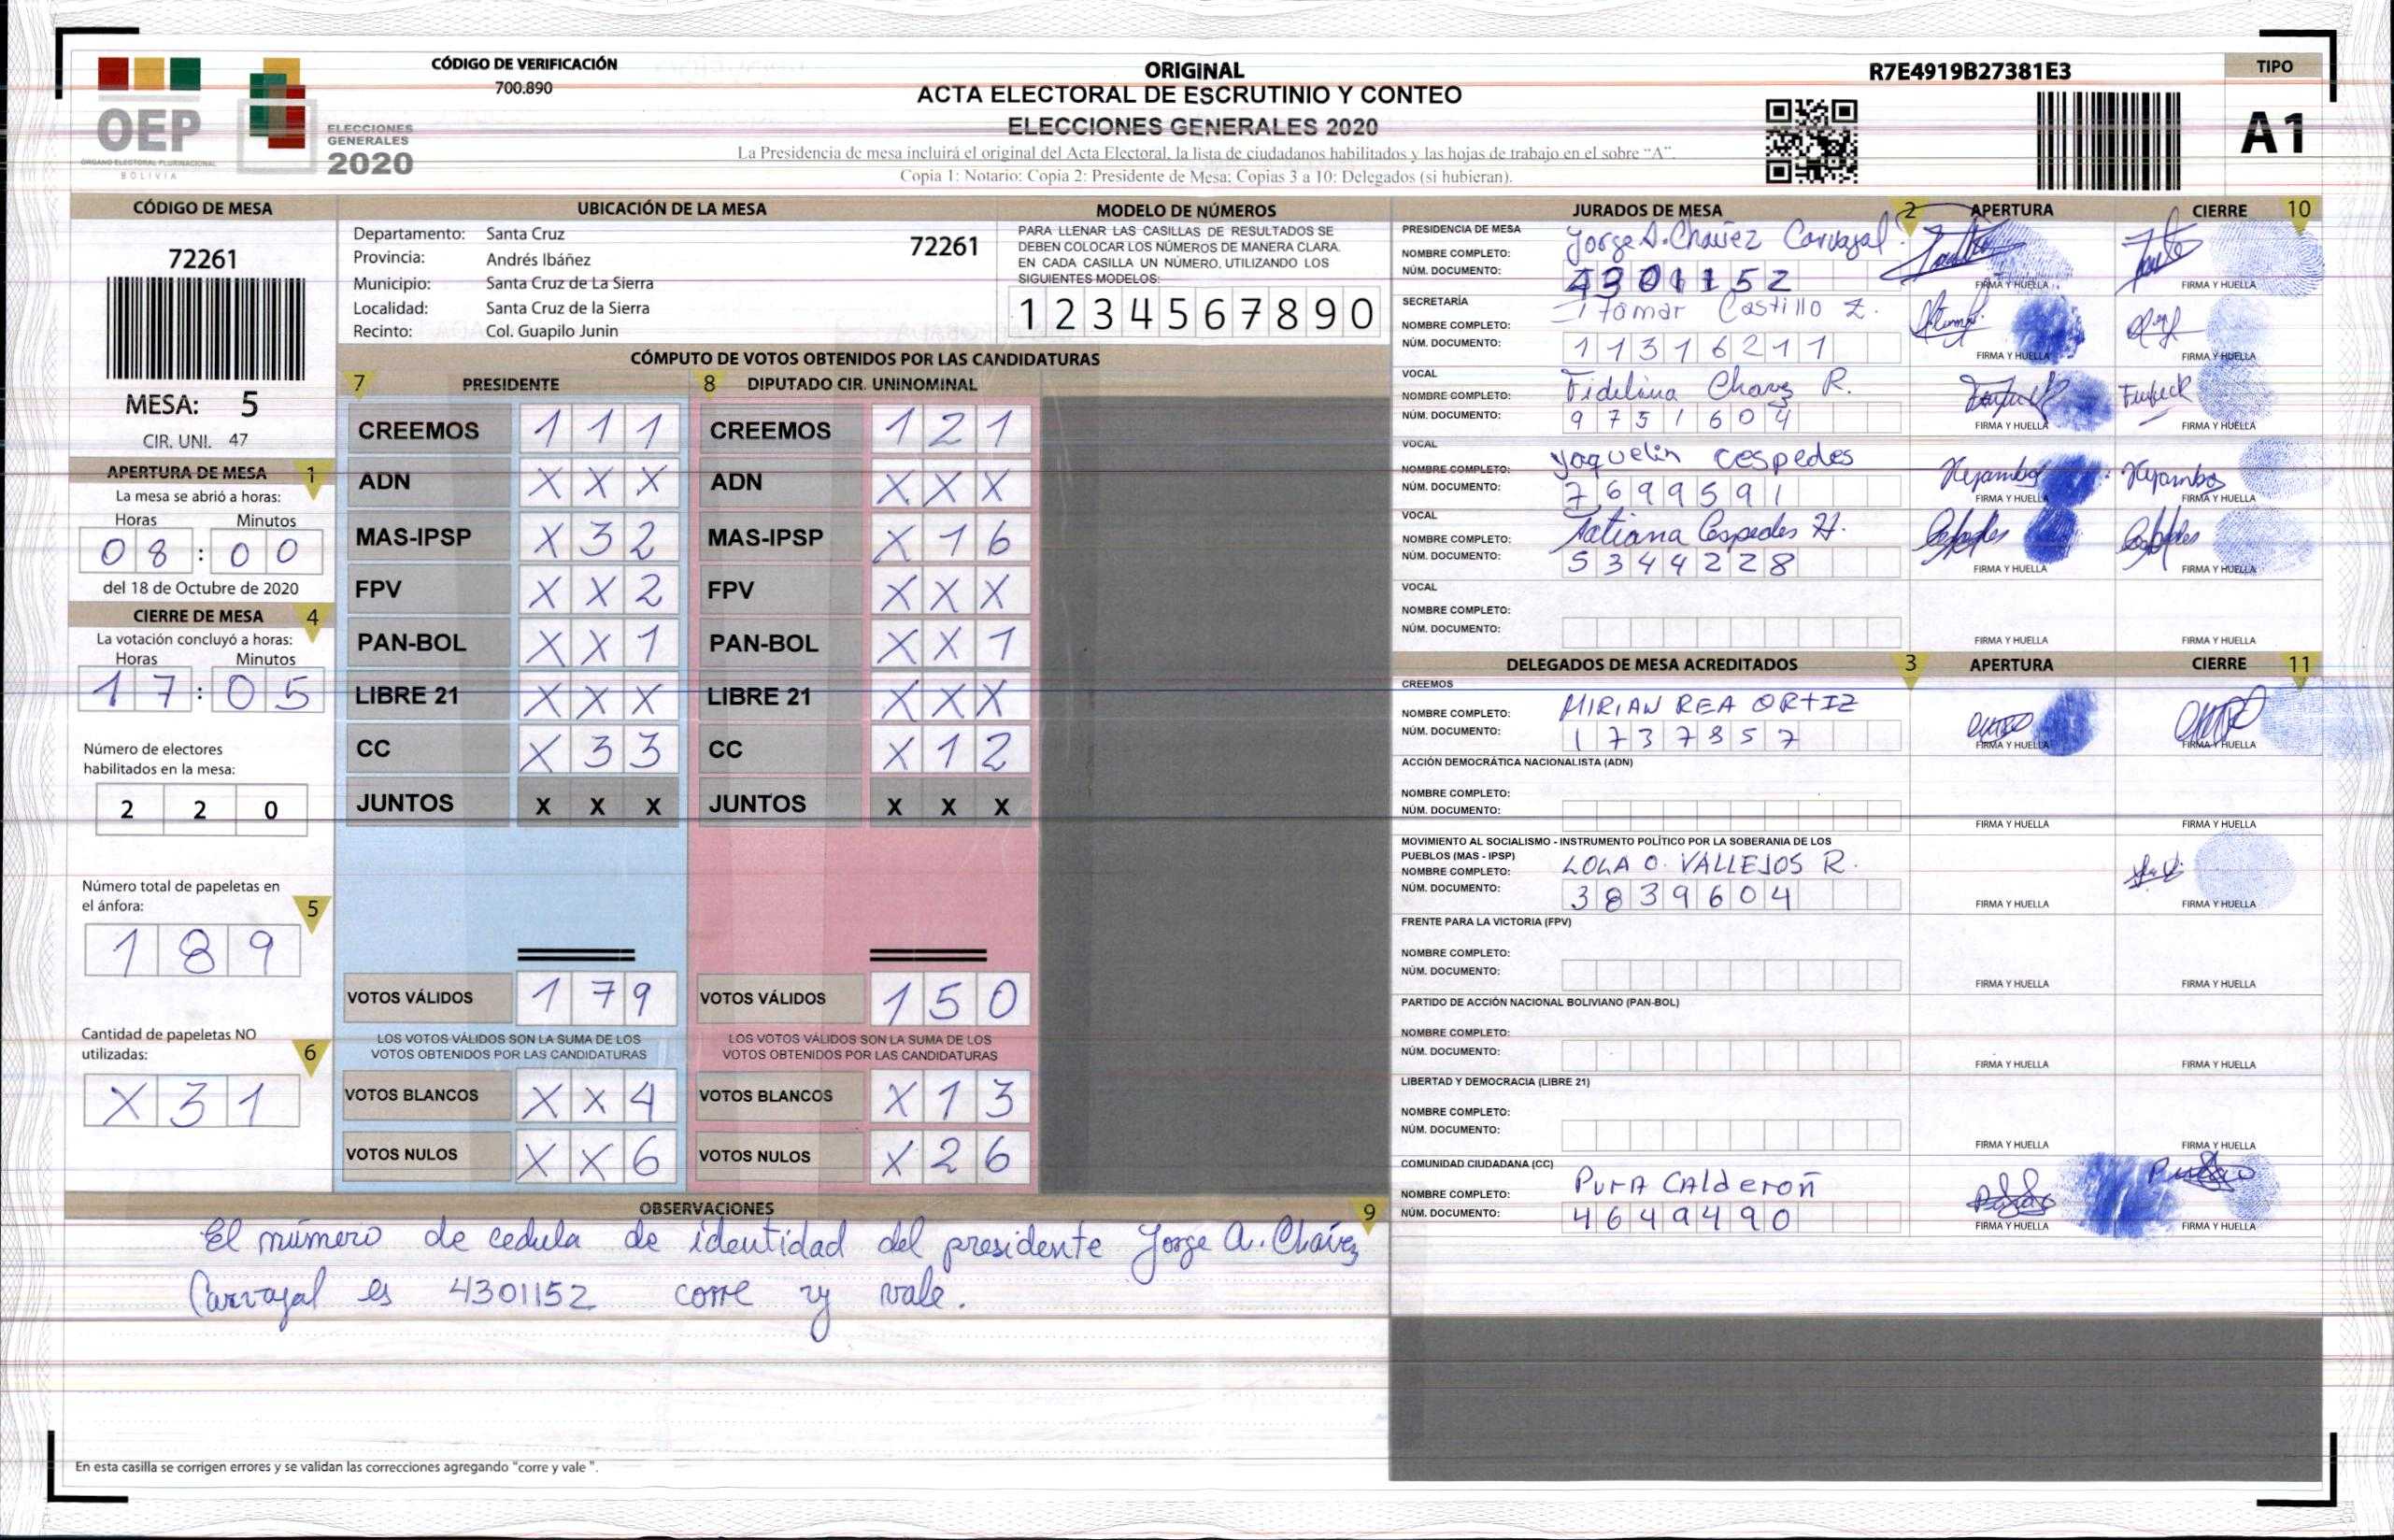 CÓDIGO DE VERIFICACIÓN
700.890
ORIGINAL
ACTA ELECTORAL DE ESCRUTINIO Y CONTEO
ELECCIONES GENERALES 2020
La Presidencia de mesa incluirá el original del Acta Electoral, la lista de ciudadanos habilitados y las hojas de trabajo en el sobre "A".
Copia 1: Notario; Copia 2: Presidente de Mesa; Copias 3 a 10: Delegados (si hubieran).
R7E4919B27381E3
TIPO
A1
OEP
ÓRGANO ELECTORAL PLURINACIONAL
BOLIVIA
ELECCIONES
GENERALES
2020
CÓDIGO DE MESA
72261
MESA: 5
CIR. UNI. 47
APERTURA DE MESA 1
La mesa se abrió a horas:
Horas Minutos
08:00
del 18 de Octubre de 2020
CIERRE DE MESA 4
La votación concluyó a horas:
Horas Minutos
17:05
Número de electores
habilitados en la mesa:
2 2 0
Número total de papeletas en
el ánfora: 5
1 8 9
Cantidad de papeletas NO
utilizadas: 6
X 3 1
UBICACIÓN DE LA MESA
Departamento: Santa Cruz
Provincia: Andrés Ibáñez
Municipio: Santa Cruz de La Sierra
Localidad: Santa Cruz de la Sierra
Recinto: Col. Guapilo Junin
72261
MODELO DE NÚMEROS
PARA LLENAR LAS CASILLAS DE RESULTADOS SE
DEBEN COLOCAR LOS NÚMEROS DE MANERA CLARA.
EN CADA CASILLA UN NÚMERO, UTILIZANDO LOS
SIGUIENTES MODELOS:
1 2 3 4 5 6 7 8 9 0
CÓMPUTO DE VOTOS OBTENIDOS POR LAS CANDIDATURAS
7 PRESIDENTE 8 DIPUTADO CIR. UNINOMINAL
CREEMOS 1 1 1 CREEMOS 1 2 1
ADN X X X ADN X X X
MAS-IPSP X 3 2 MAS-IPSP X 1 6
FPV X X 2 FPV X X X
PAN-BOL X X 1 PAN-BOL X X 1
LIBRE 21 X X X LIBRE 21 X X X
CC X 3 3 CC X 1 2
JUNTOS X X X JUNTOS X X X
VOTOS VÁLIDOS 1 7 9 VOTOS VÁLIDOS 1 5 0
LOS VOTOS VÁLIDOS SON LA SUMA DE LOS LOS VOTOS VÁLIDOS SON LA SUMA DE LOS
VOTOS OBTENIDOS POR LAS CANDIDATURAS VOTOS OBTENIDOS POR LAS CANDIDATURAS
VOTOS BLANCOS X X 4 VOTOS BLANCOS X 1 3
VOTOS NULOS X X 6 VOTOS NULOS X 2 6
OBSERVACIONES 9
El número de cedula de identidad del presidente Jorge A. Chávez
Carvajal es 4301152 corre y vale.
En esta casilla se corrigen errores y se validan las correcciones agregando "corre y vale ".
JURADOS DE MESA 2 APERTURA CIERRE 10
PRESIDENCIA DE MESA
NOMBRE COMPLETO: Jorge A. Chávez Carvajal
NÚM. DOCUMENTO: 4301152 FIRMA Y HUELLA FIRMA Y HUELLA
SECRETARÍA
NOMBRE COMPLETO: Itamar Castillo Z.
NÚM. DOCUMENTO: 11316211 FIRMA Y HUELLA FIRMA Y HUELLA
VOCAL
NOMBRE COMPLETO: Fidelina Chavez R.
NÚM. DOCUMENTO: 9751604 FIRMA Y HUELLA FIRMA Y HUELLA
VOCAL
NOMBRE COMPLETO: Yaquelin cespedes
NÚM. DOCUMENTO: 7699591 FIRMA Y HUELLA FIRMA Y HUELLA
VOCAL
NOMBRE COMPLETO: Tatiana Cespedes H.
NÚM. DOCUMENTO: 5344228 FIRMA Y HUELLA FIRMA Y HUELLA
VOCAL
NOMBRE COMPLETO:
NÚM. DOCUMENTO: FIRMA Y HUELLA FIRMA Y HUELLA
DELEGADOS DE MESA ACREDITADOS 3 APERTURA CIERRE 11
CREEMOS
NOMBRE COMPLETO: MIRIAN REA ORTIZ
NÚM. DOCUMENTO: 1737857 FIRMA Y HUELLA FIRMA Y HUELLA
ACCIÓN DEMOCRÁTICA NACIONALISTA (ADN)
NOMBRE COMPLETO:
NÚM. DOCUMENTO: FIRMA Y HUELLA FIRMA Y HUELLA
MOVIMIENTO AL SOCIALISMO - INSTRUMENTO POLÍTICO POR LA SOBERANIA DE LOS
PUEBLOS (MAS - IPSP)
NOMBRE COMPLETO: LOLA O. VALLEJOS R.
NÚM. DOCUMENTO: 3839604 FIRMA Y HUELLA FIRMA Y HUELLA
FRENTE PARA LA VICTORIA (FPV)
NOMBRE COMPLETO:
NÚM. DOCUMENTO: FIRMA Y HUELLA FIRMA Y HUELLA
PARTIDO DE ACCIÓN NACIONAL BOLIVIANO (PAN-BOL)
NOMBRE COMPLETO:
NÚM. DOCUMENTO: FIRMA Y HUELLA FIRMA Y HUELLA
LIBERTAD Y DEMOCRACIA (LIBRE 21)
NOMBRE COMPLETO:
NÚM. DOCUMENTO: FIRMA Y HUELLA FIRMA Y HUELLA
COMUNIDAD CIUDADANA (CC)
NOMBRE COMPLETO: PurA CAlderoñ
NÚM. DOCUMENTO: 4649490 FIRMA Y HUELLA FIRMA Y HUELLA